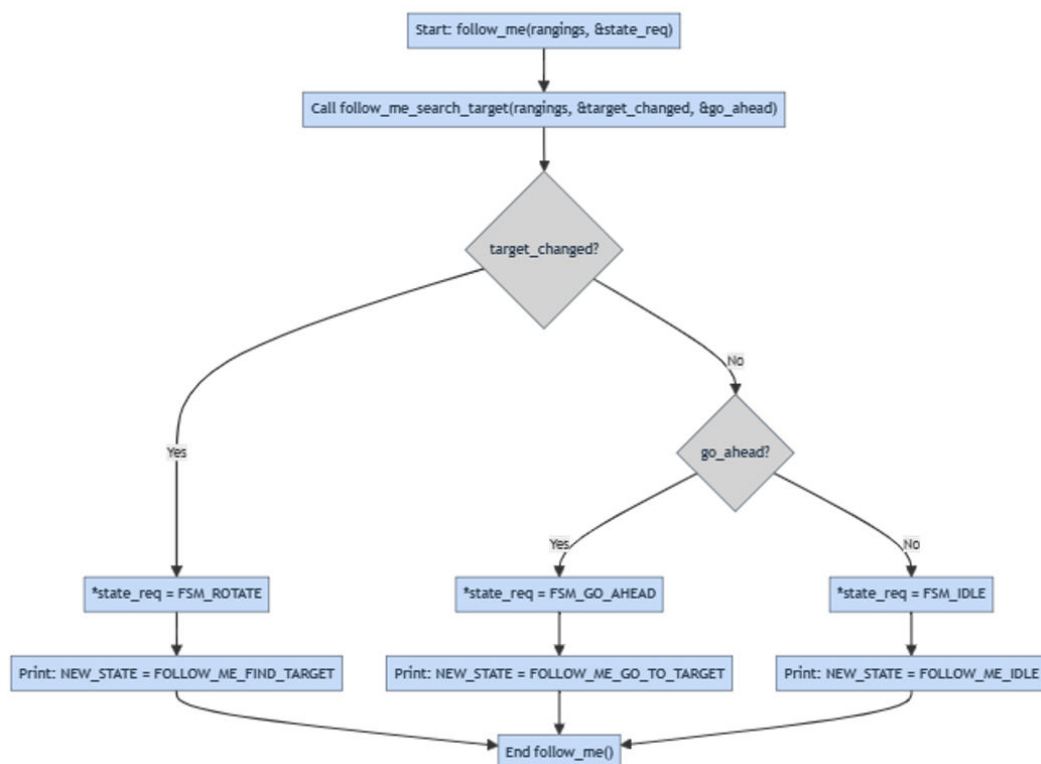 Start: follow_me(rangings, &state_req)
Call follow_me_search_target(rangings, &target_changed, &go_ahead)
target_changed?
No
Yes
go_ahead?
Yes
No
*state_req = FSM_ROTATE
*state_req = FSM_GO_AHEAD
*state_req = FSM_IDLE
Print: NEW_STATE = FOLLOW_ME_FIND_TARGET
Print: NEW_STATE = FOLLOW_ME_GO_TO_TARGET
Print: NEW_STATE = FOLLOW_ME_IDLE
End follow_me()